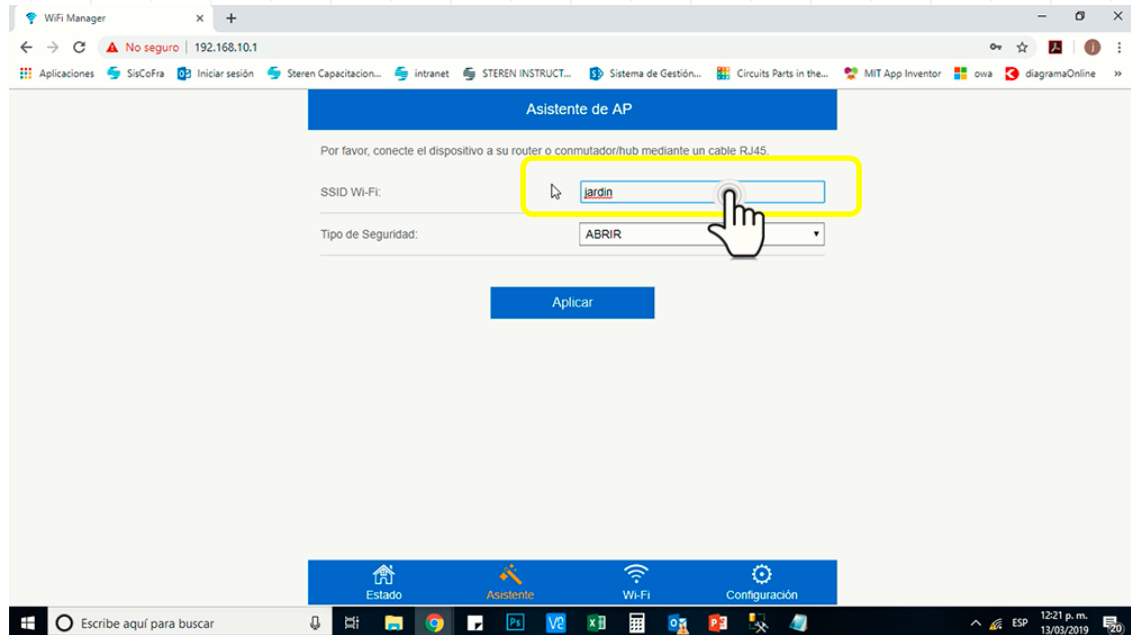 WiFi Manager
No seguro 192.168.10.1
Aplicaciones SisCoFra Iniciar sesión Steren Capacitacion... intranet STEREN INSTRUCT... Sistema de Gestión... Circuits Parts in the... MIT App Inventor owa diagramaOnline
Asistente de AP
Por favor, conecte el dispositivo a su router o conmutador/hub mediante un cable RJ45.
SSID Wi-Fi: jardin
Tipo de Seguridad: ABRIR
Aplicar
Estado Asistente Wi-Fi Configuración
Escribe aquí para buscar
ESP 12:21 p. m.
13/03/2019 20